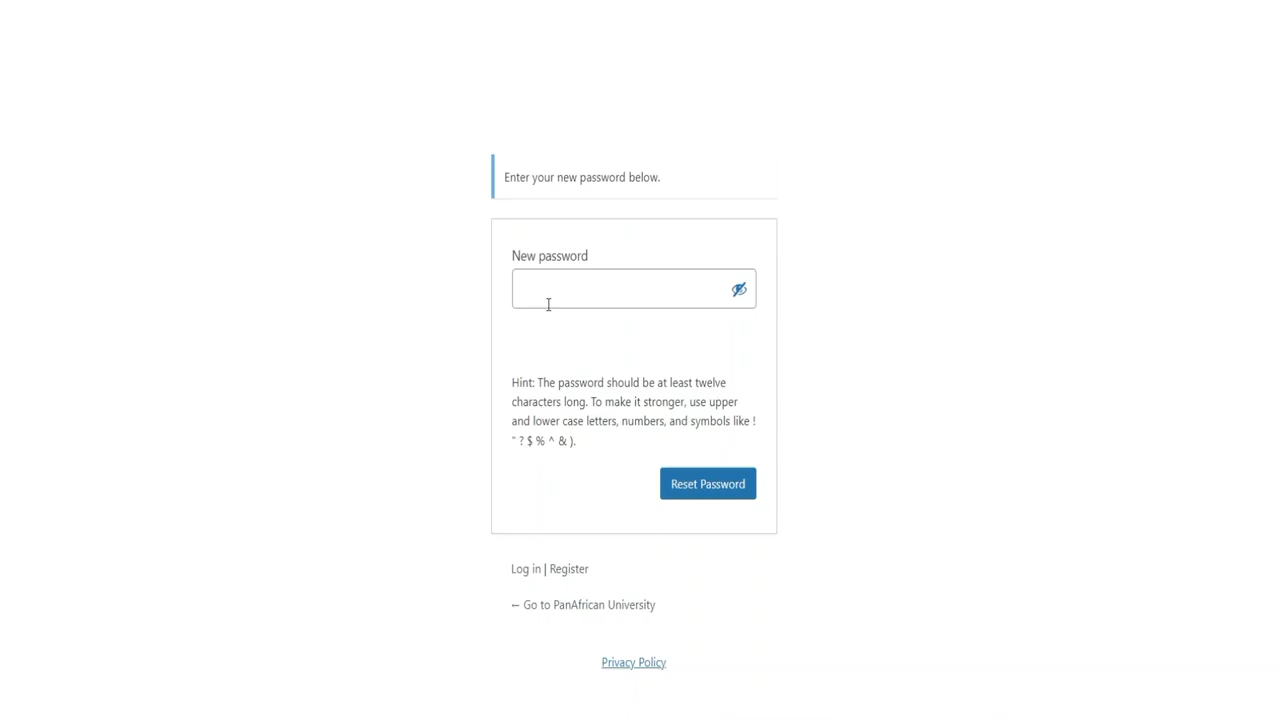 Enter your new password below.
New password
Hint: The password should be at least twelve
characters long. To make it stronger, use upper
and lower case letters, numbers, and symbols like !
" ? $ % ^ & ).
Reset Password
Log in | Register
← Go to PanAfrican University
Privacy Policy